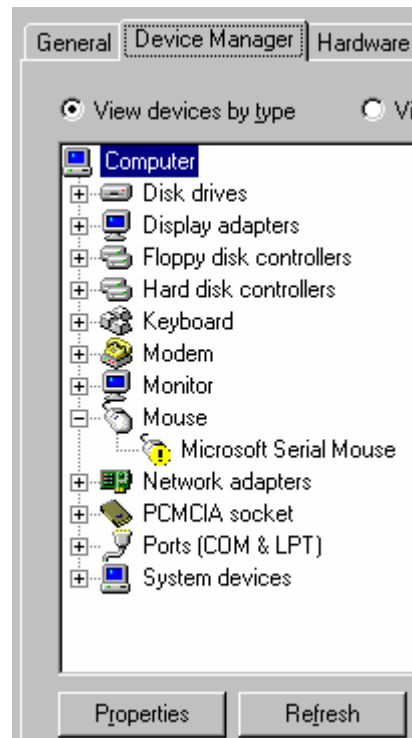 General Device Manager Hardware
View devices by type Vi
Computer
Disk drives
Display adapters
Floppy disk controllers
Hard disk controllers
Keyboard
Modem
Monitor
Mouse
Microsoft Serial Mouse
Network adapters
PCMCIA socket
Ports (COM & LPT)
System devices
Properties Refresh